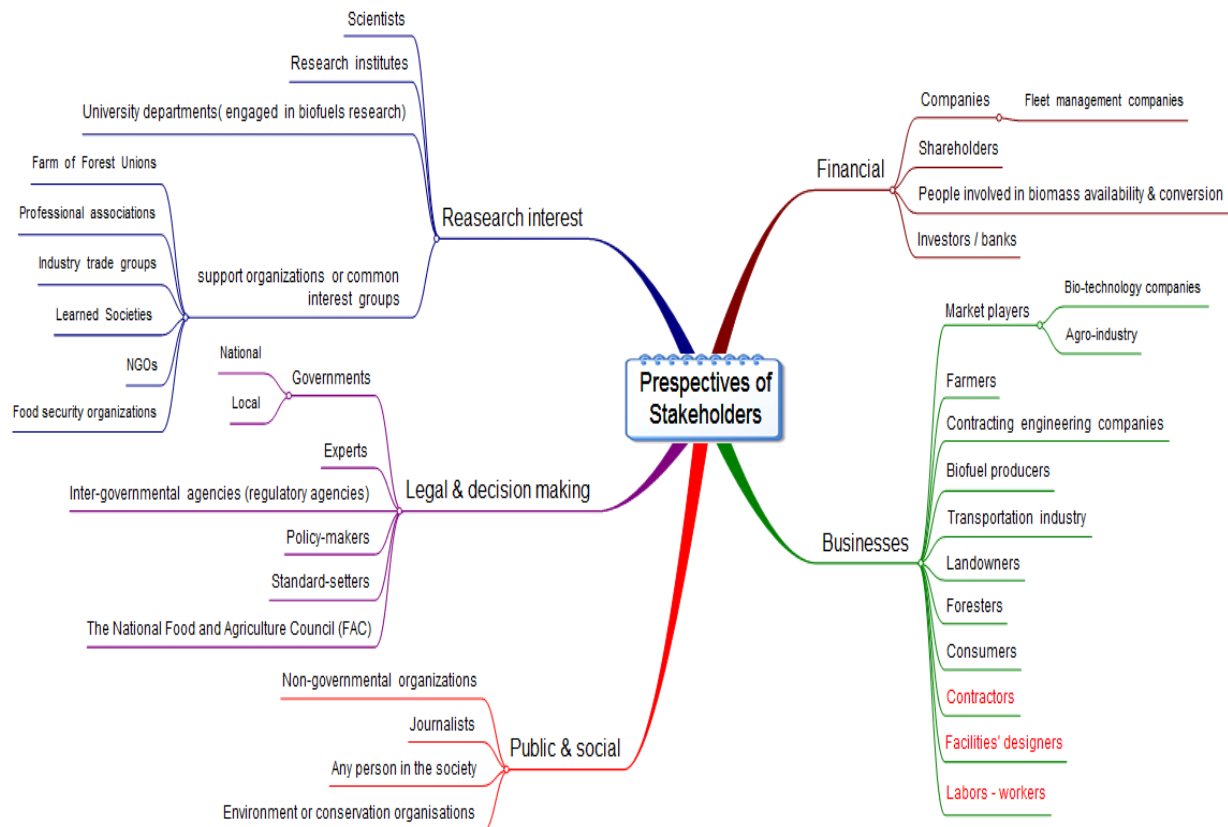 Prespectives of
Stakeholders
Reasearch interest
Scientists
Research institutes
University departments( engaged in biofuels research)
support organizations or common
interest groups
Farm of Forest Unions
Professional associations
Industry trade groups
Learned Societies
NGOs
Food security organizations
Legal & decision making
Governments
National
Local
Experts
Inter-governmental agencies (regulatory agencies)
Policy-makers
Standard-setters
The National Food and Agriculture Council (FAC)
Public & social
Non-governmental organizations
Journalists
Any person in the society
Environment or conservation organisations
Financial
Companies
Fleet management companies
Shareholders
People involved in biomass availability & conversion
Investors / banks
Businesses
Market players
Bio-technology companies
Agro-industry
Farmers
Contracting engineering companies
Biofuel producers
Transportation industry
Landowners
Foresters
Consumers
Contractors
Facilities' designers
Labors - workers